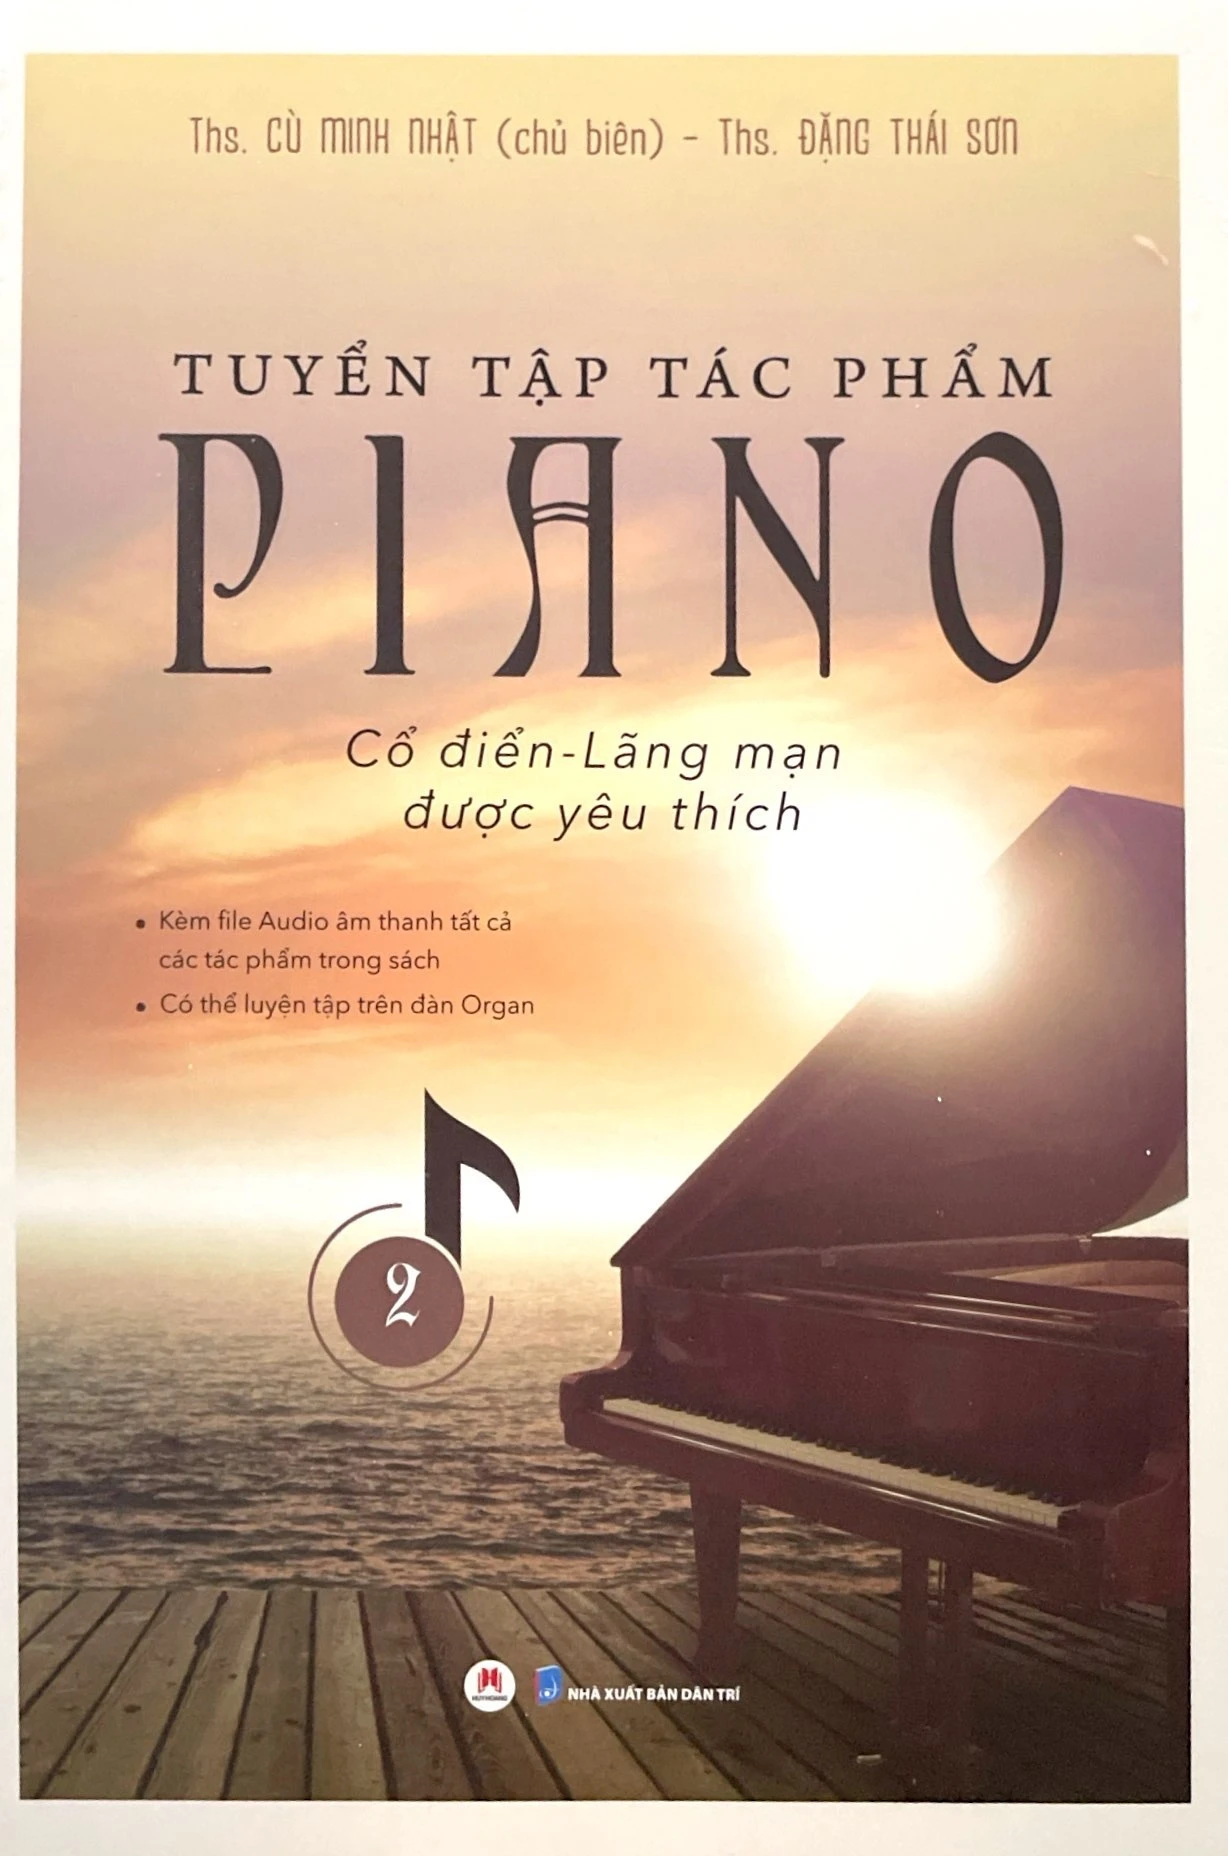 Ths. CÙ MINH NHẬT (chủ biên) - Ths. ĐẶNG THÁI SƠN
TUYỂN TẬP TÁC PHẨM
PIANO
Cổ điển-Lãng mạn
được yêu thích
• Kèm file Audio âm thanh tất cả
các tác phẩm trong sách
• Có thể luyện tập trên đàn Organ
2
HUYHOANG
NHÀ XUẤT BẢN DÂN TRÍ